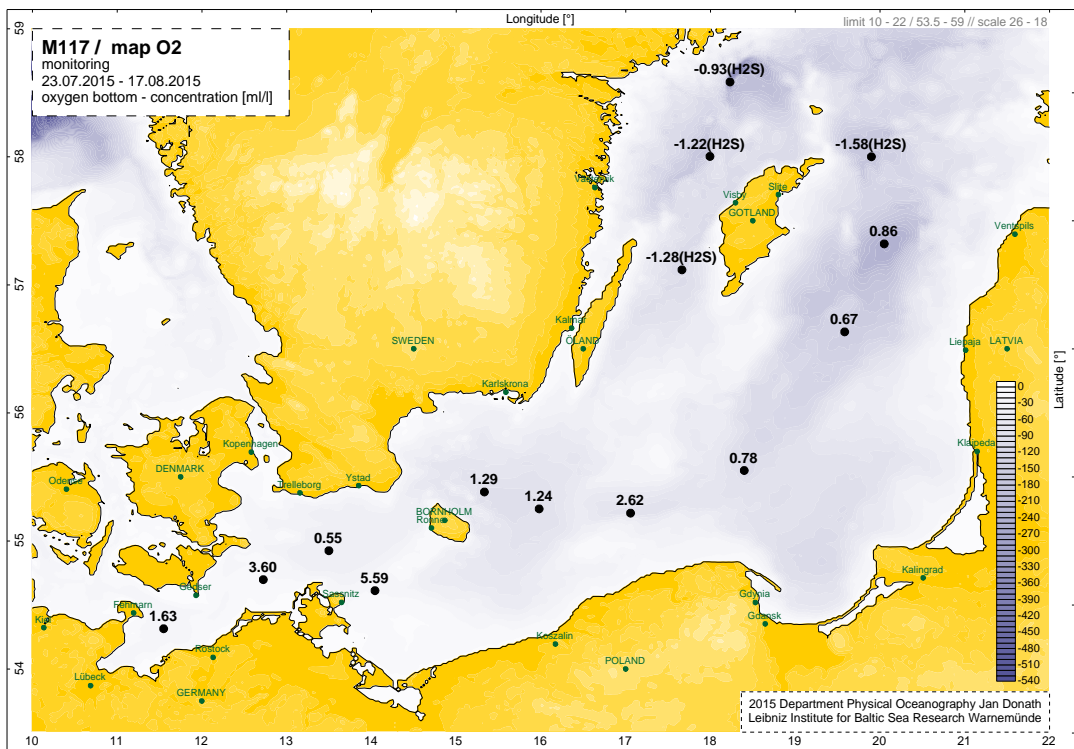 Longitude [°]
limit 10 - 22 / 53.5 - 59 // scale 26 - 18
M117 / map O2
monitoring
23.07.2015 - 17.08.2015
oxygen bottom - concentration [ml/l]
59
-0.93(H2S)
58
-1.22(H2S)
-1.58(H2S)
Västervik
Visby
Slite
GOTLAND
0.86
Ventspils
57
-1.28(H2S)
0.67
Kalmar
SWEDEN
ÖLAND
Liepaja
LATVIA
Latitude [°]
Karlskrona
56
0
-30
-60
-90
-120
-150
-180
-210
-240
-270
-300
-330
-360
-390
-420
-450
-480
-510
-540
Kopenhagen
Klaipeda
DENMARK
0.78
Odense
Trelleborg
Ystad
1.29
1.24
2.62
BORNHOLM
Ronne
55
0.55
3.60
5.59
Kalingrad
Gedser
Sassnitz
Gdynia
Fehmarn
1.63
Kiel
Gdansk
Koszalin
Rostock
54
POLAND
Lübeck
GERMANY
2015 Department Physical Oceanography Jan Donath
Leibniz Institute for Baltic Sea Research Warnemünde
10 11 12 13 14 15 16 17 18 19 20 21 22